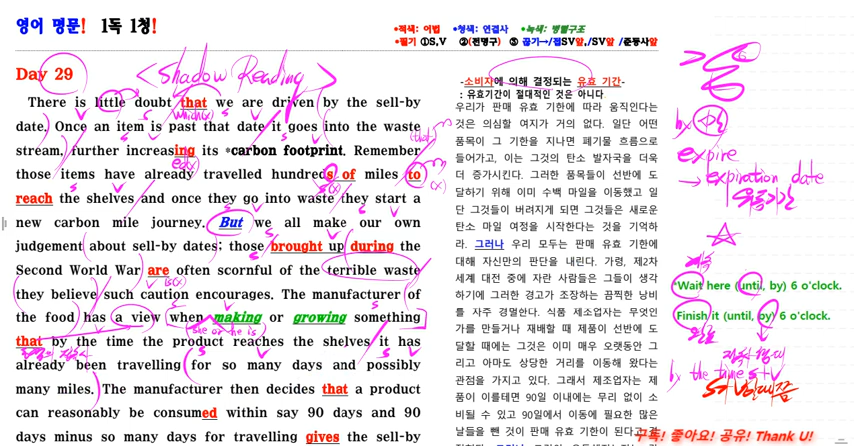 영어 명문! 1독 1청!
*적색: 어법 *청색: 연결사 *녹색: 병렬구조
*필기 ①S,V ②(전명구) ③ 끊기→/접SV앞,/SV앞 /준동사앞
Day 29
<Shadow Reading>
There is little doubt that we are driven by the sell-by
date. Once an item is past that date it goes into the waste
stream, further increasing its *carbon footprint. Remember
those items have already travelled hundreds of miles to
reach the shelves and once they go into waste they start a
new carbon mile journey. But we all make our own
judgement about sell-by dates; those brought up during the
Second World War are often scornful of the terrible waste
they believe such caution encourages. The manufacturer of
the food has a view when making or growing something
that by the time the product reaches the shelves it has
already been travelling for so many days and possibly
many miles. The manufacturer then decides that a product
can reasonably be consumed within say 90 days and 90
days minus so many days for travelling gives the sell-by
which(x)
(that)
(x)
she or he is
-소비자에 의해 결정되는 유효 기간-
: 유효기간이 절대적인 것은 아니다
우리가 판매 유효 기한에 따라 움직인다는
것은 의심할 여지가 거의 없다. 일단 어떤
품목이 그 기한을 지나면 폐기물 흐름으로
들어가고, 이는 그것의 탄소 발자국을 더욱
더 증가시킨다. 그러한 품목들이 선반에 도
달하기 위해 이미 수백 마일을 이동했고 일
단 그것들이 버려지게 되면 그것들은 새로운
탄소 마일 여정을 시작한다는 것을 기억하
라. 그러나 우리 모두는 판매 유효 기한에
대해 자신만의 판단을 내린다. 가령, 제2차
세계 대전 중에 자란 사람들은 그들이 생각
하기에 그러한 경고가 조장하는 끔찍한 낭비
를 자주 경멸한다. 식품 제조업자는 무엇인
가를 만들거나 재배할 때 제품이 선반에 도
달할 때에는 그것은 이미 매우 오랫동안 그
리고 아마도 상당한 거리를 이동해 왔다는
관점을 가지고 있다. 그래서 제조업자는 제
품이 이를테면 90일 이내에는 무리 없이 소
비될 수 있고 90일에서 이동에 필요한 많은
날들을 뺀 것이 판매 유효 기한이 된다고 결
구독! 좋아요! 공유! Thank U!
by
expire
→ expiration date
유통기간
*Wait here (until, by) 6 o'clock.
Finish it (until, by) 6 o'clock.
완료
by the time S+V
S+V 할 때쯤